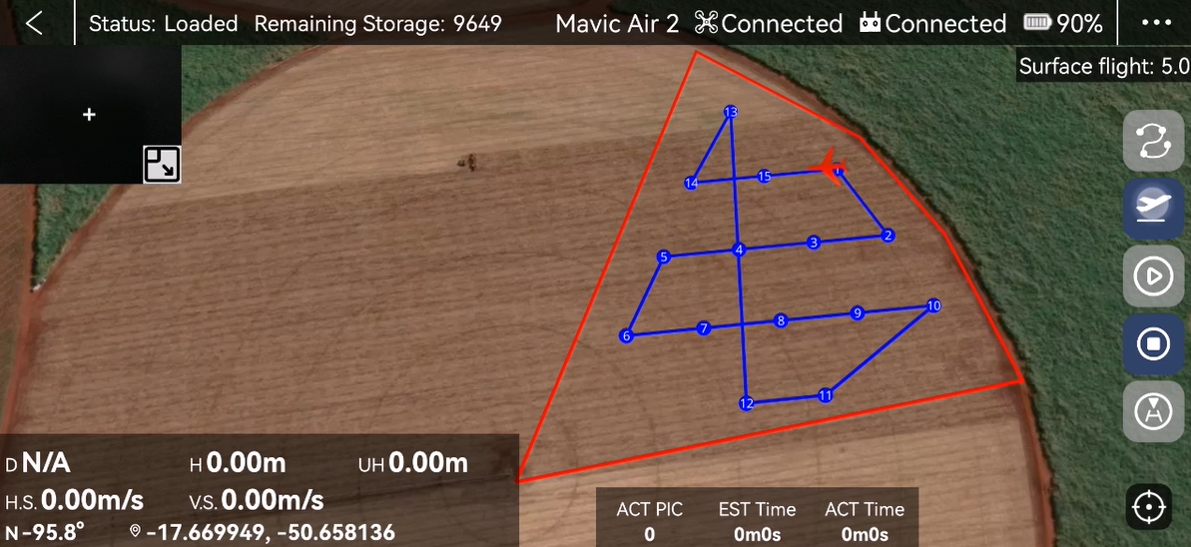 Status: Loaded Remaining Storage: 9649 Mavic Air 2 Connected Connected 90%
Surface flight: 5.0
13
14 15 1
5 4 3 2
6 7 8 9 10
12 11
D N/A H 0.00m UH 0.00m
H.S. 0.00m/s V.S. 0.00m/s
N -95.8° -17.669949, -50.658136
ACT PIC EST Time ACT Time
0 0m0s 0m0s